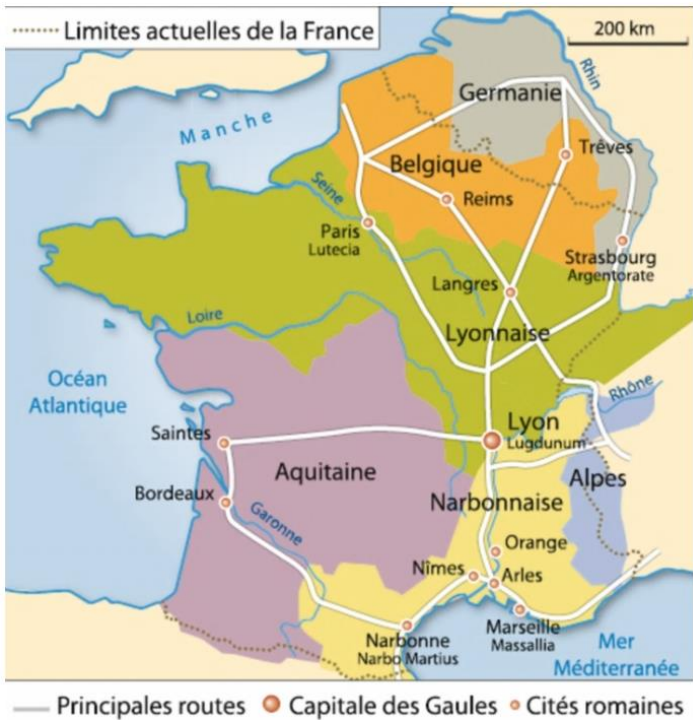 Limites actuelles de la France
200 km
Rhin
Germanie
Manche
Trèves
Belgique
Seine
Reims
Paris
Lutecia
Strasbourg
Argentorate
Langres
Loire
Lyonnaise
Océan
Atlantique
Rhône
Lyon
Lugdunum
Saintes
Aquitaine
Alpes
Bordeaux
Narbonnaise
Garonne
Orange
Nîmes
Arles
Marseille
Massallia
Narbonne
Narbo Martius
Mer
Méditerranée
Principales routes
Capitale des Gaules
Cités romaines